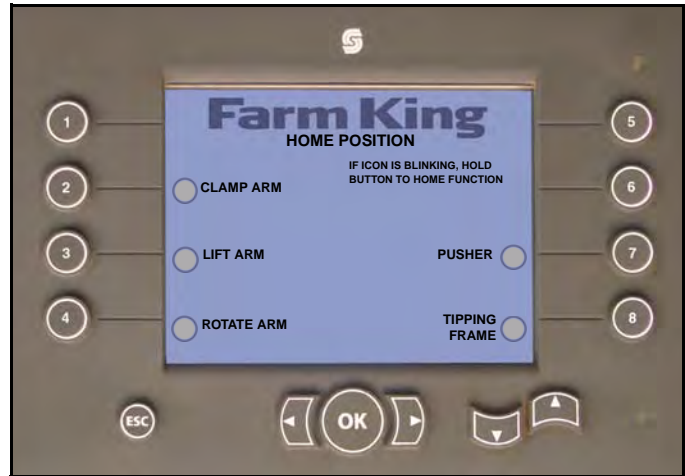 Farm King
HOME POSITION
IF ICON IS BLINKING, HOLD
BUTTON TO HOME FUNCTION
1
5
2
CLAMP ARM
6
3
LIFT ARM
PUSHER
7
4
ROTATE ARM
TIPPING
FRAME
8
ESC
OK